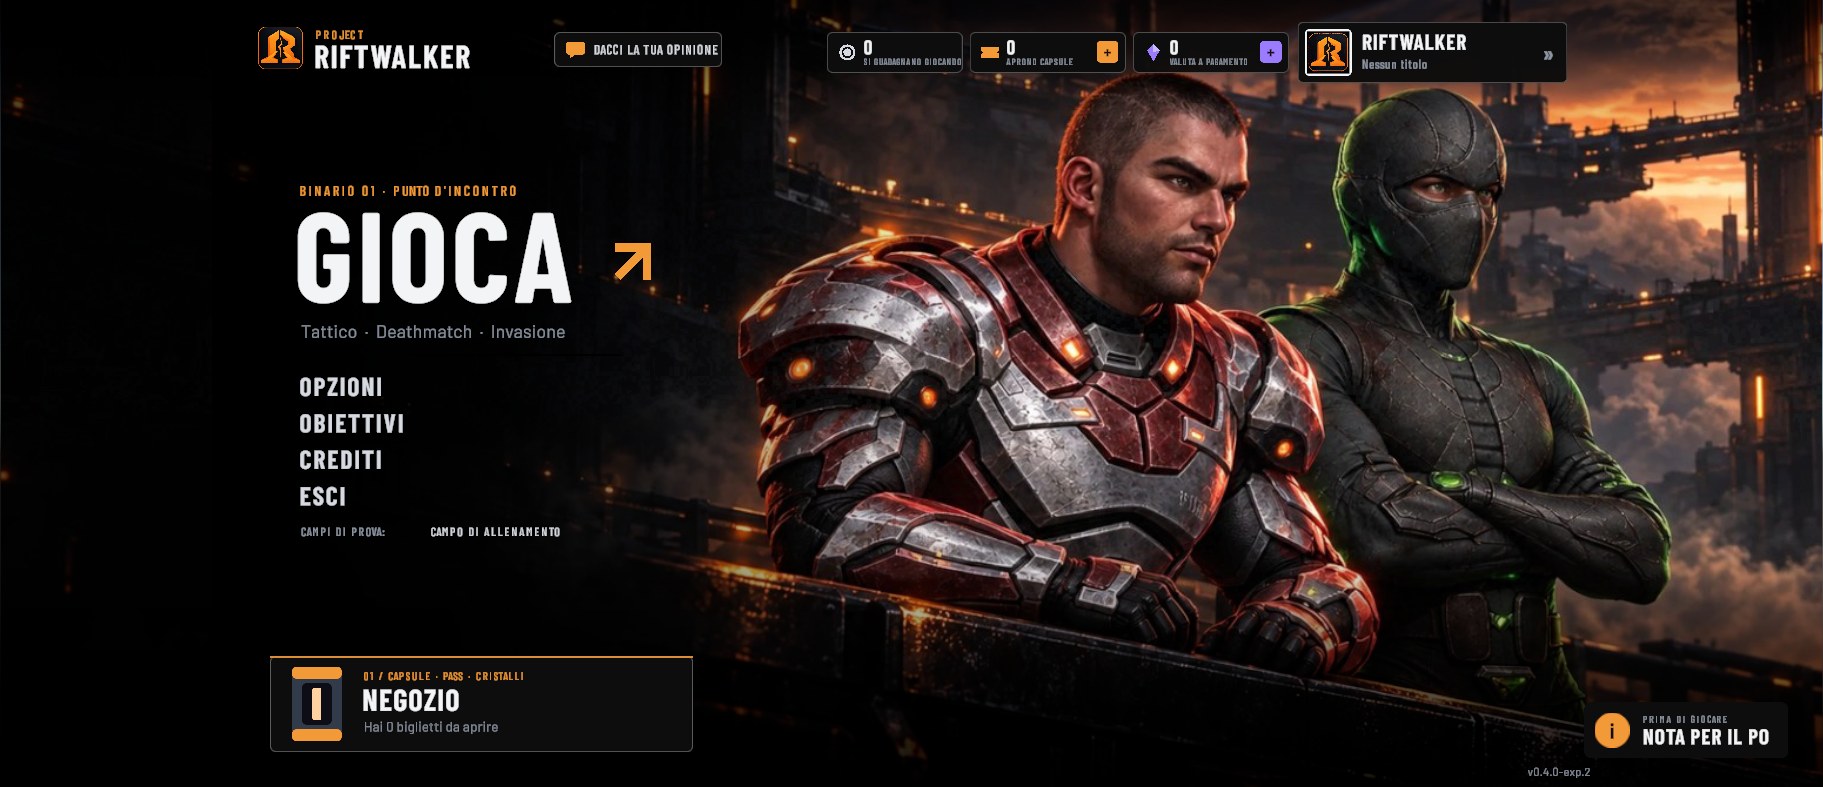 PROJECT
RIFTWALKER
DACCI LA TUA OPINIONE
0
SI GUADAGNANO GIOCANDO
0
APRONO CAPSULE
+
0
VALUTA A PAGAMENTO
+
RIFTWALKER
Nessun titolo
BINARIO 01 · PUNTO D'INCONTRO
GIOCA
Tattico · Deathmatch · Invasione
OPZIONI
OBIETTIVI
CREDITI
ESCI
CAMPI DI PROVA:
CAMPO DI ALLENAMENTO
01 / CAPSULE · PASS · CRISTALLI
NEGOZIO
Hai 0 biglietti da aprire
i
PRIMA DI GIOCARE
NOTA PER IL PO
v0.4.0-exp.2